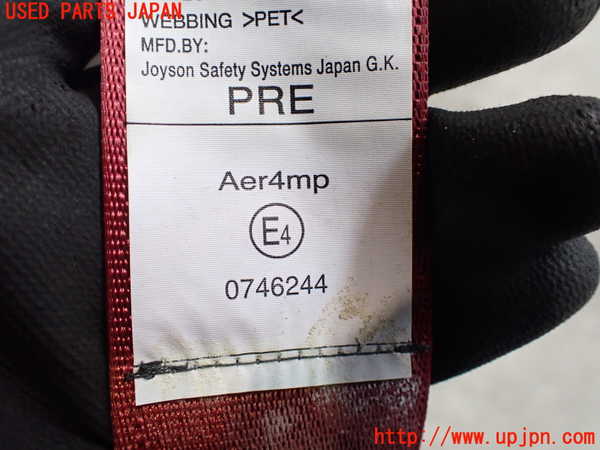 USED PARTS JAPAN
WEBBING >PET<
MFD.BY:
Joyson Safety Systems Japan G.K.
PRE
Aer4mp
E4
0746244
http://www.upjpn.com/